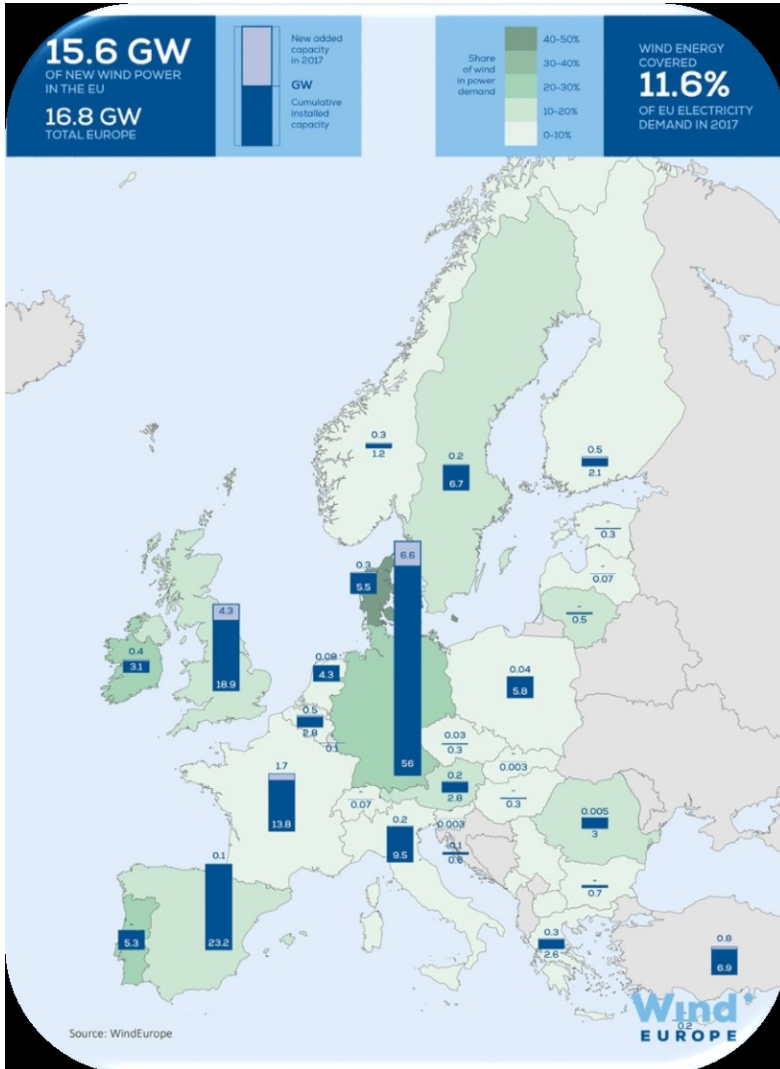 15.6 GW
OF NEW WIND POWER
IN THE EU
16.8 GW
TOTAL EUROPE
New added
capacity
in 2017
GW
Cumulative
installed
capacity
Share
of wind
in power
demand
40-50%
30-40%
20-30%
10-20%
0-10%
WIND ENERGY
COVERED
11.6%
OF EU ELECTRICITY
DEMAND IN 2017
0.3
1.2
0.2
6.7
0.5
2.1
-
0.3
-
0.07
-
0.5
0.3
5.5
6.6
56
4.3
18.9
0.4
3.1
0.08
4.3
0.5
2.8
-
0.1
0.04
5.8
0.03
0.3
-
0.003
1.7
13.8
-
0.07
0.2
2.8
-
0.3
0.005
3
0.2
9.5
-
0.003
0.1
0.6
0.1
23.2
-
5.3
-
0.7
0.3
2.6
0.8
6.9
-
0.2
Wind
EUROPE
Source: WindEurope